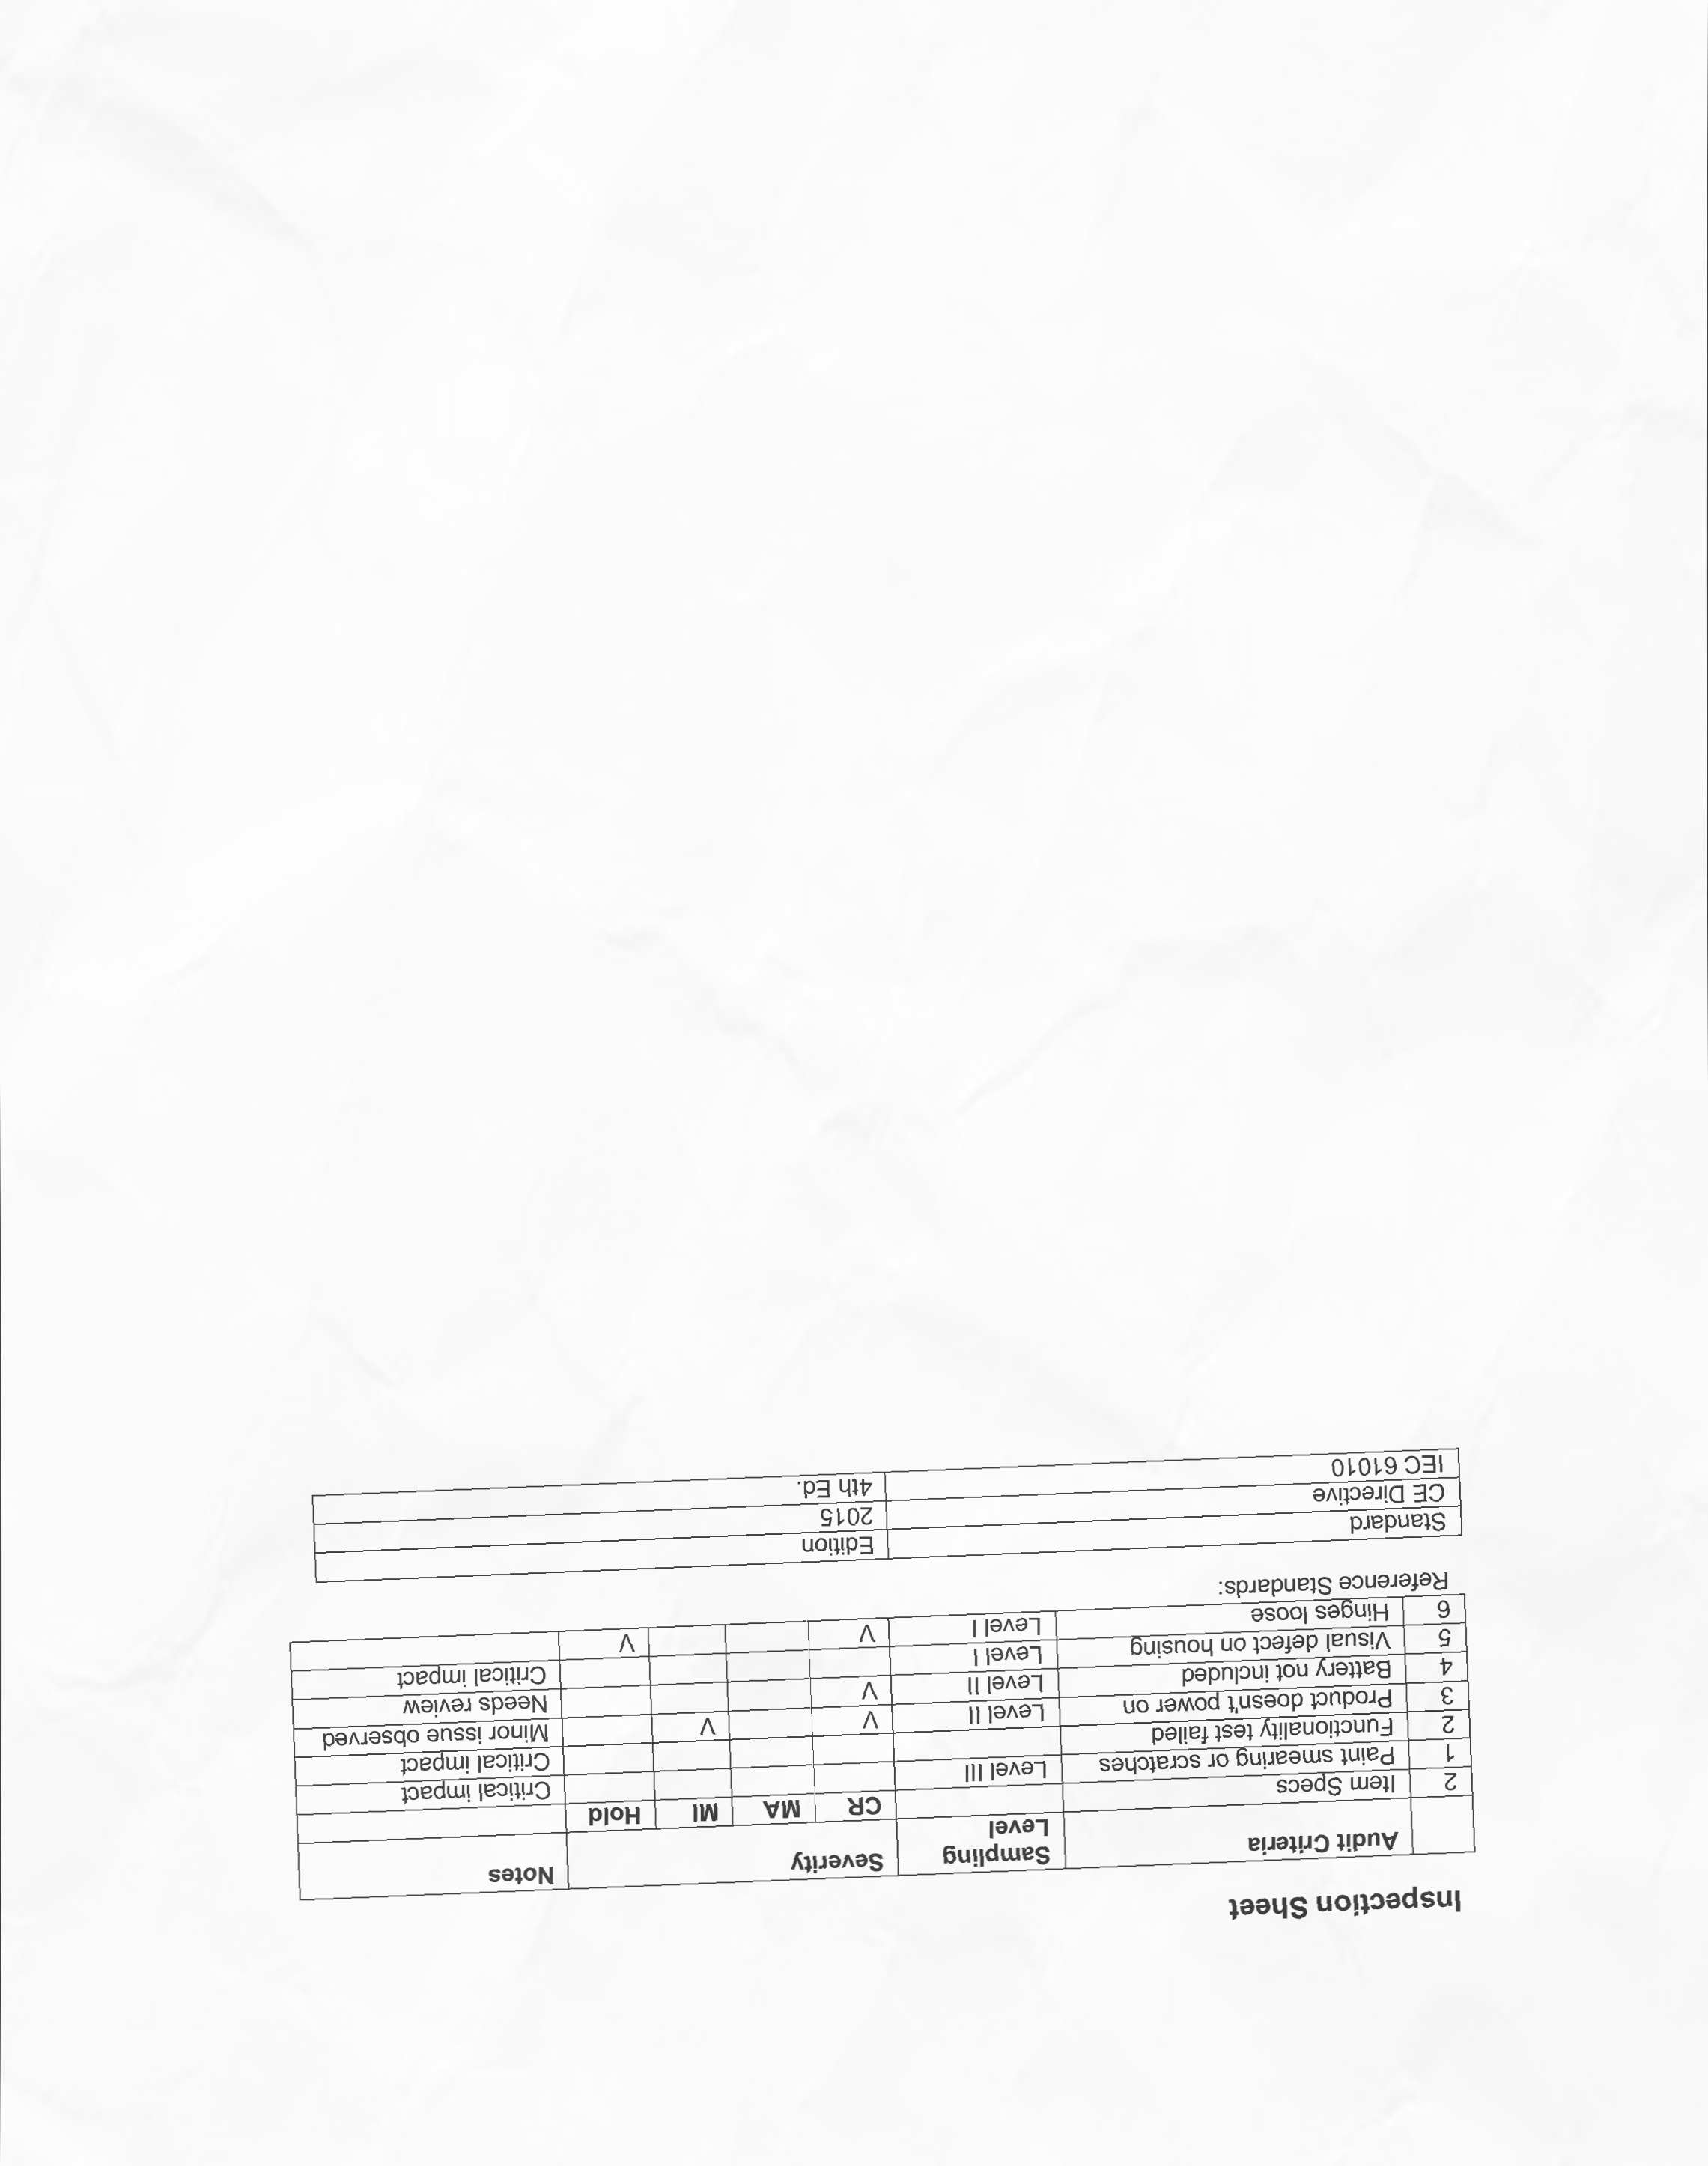 Inspection Sheet
Audit Criteria Sampling Level Severity Notes
2 Item Specs CR MA MI Hold
1 Paint smearing or scratches Level III Critical impact
2 Functionality test failed Critical impact
3 Product doesn't power on Level II V V Minor issue observed
4 Battery not included Level II V Needs review
5 Visual defect on housing Level I Critical impact
6 Hinges loose Level I V V
Reference Standards:
Standard Edition
CE Directive 2015
IEC 61010 4th Ed.